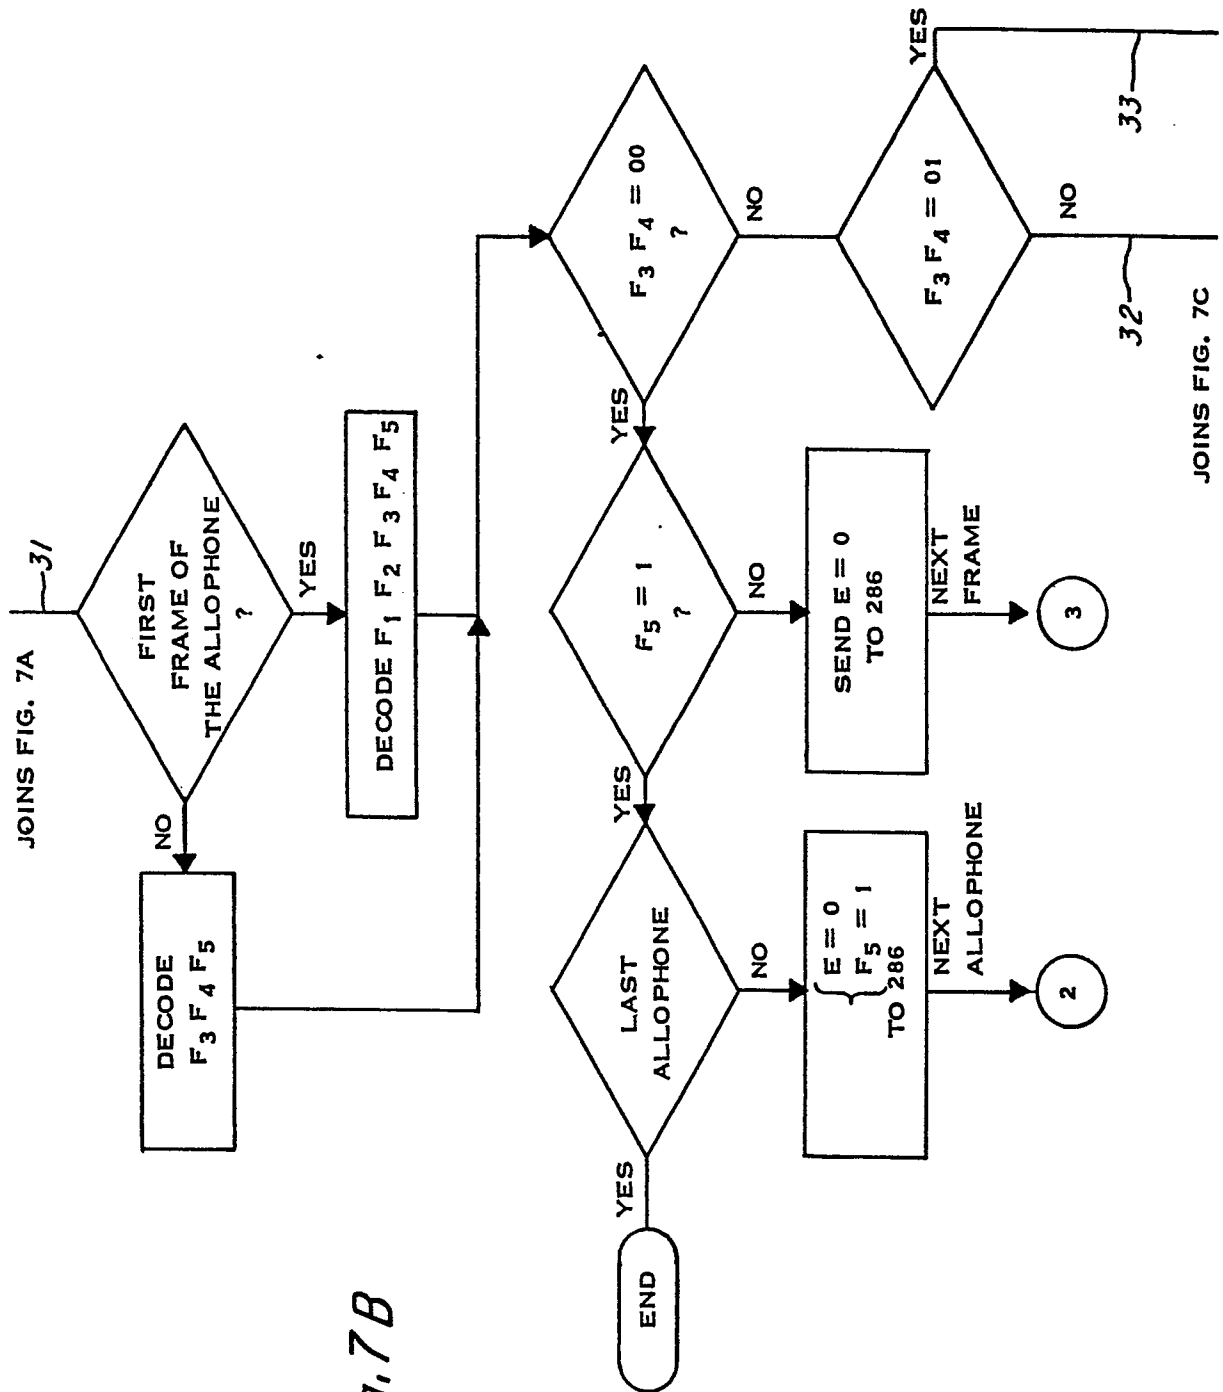 JOINS FIG. 7A
31
FIRST
FRAME OF
THE ALLOPHONE
?
NO
YES
DECODE
F3 F4 F5
DECODE F1 F2 F3 F4 F5
F3 F4 = 00
?
YES
NO
F5 = 1
?
YES
NO
LAST
ALLOPHONE
YES
NO
END
F3 F4 = 01
YES
NO
SEND E = 0
TO 286
NEXT
FRAME
3
{ E = 0
F5 = 1
TO 286
NEXT
ALLOPHONE
2
32
33
JOINS FIG. 7C
7B